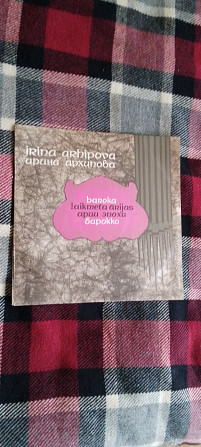 irina arhipova
ирина архипова
baroka
laikmeta ārijas
арии эпохи
барокко